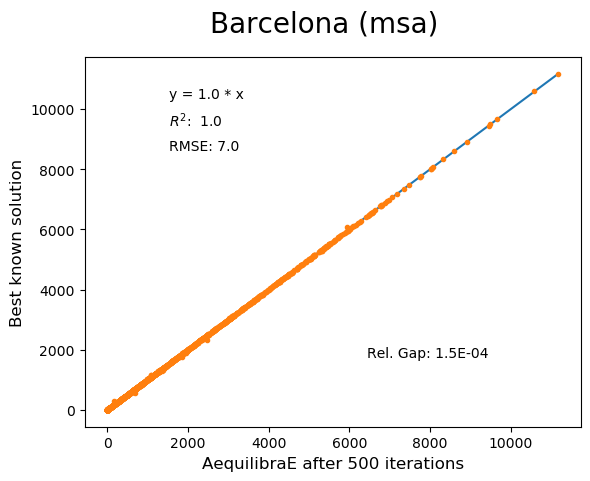 Barcelona (msa)
y = 1.0 * x
R²: 1.0
RMSE: 7.0
Rel. Gap: 1.5E-04
Best known solution
10000
8000
6000
4000
2000
0
0 2000 4000 6000 8000 10000
AequilibraE after 500 iterations